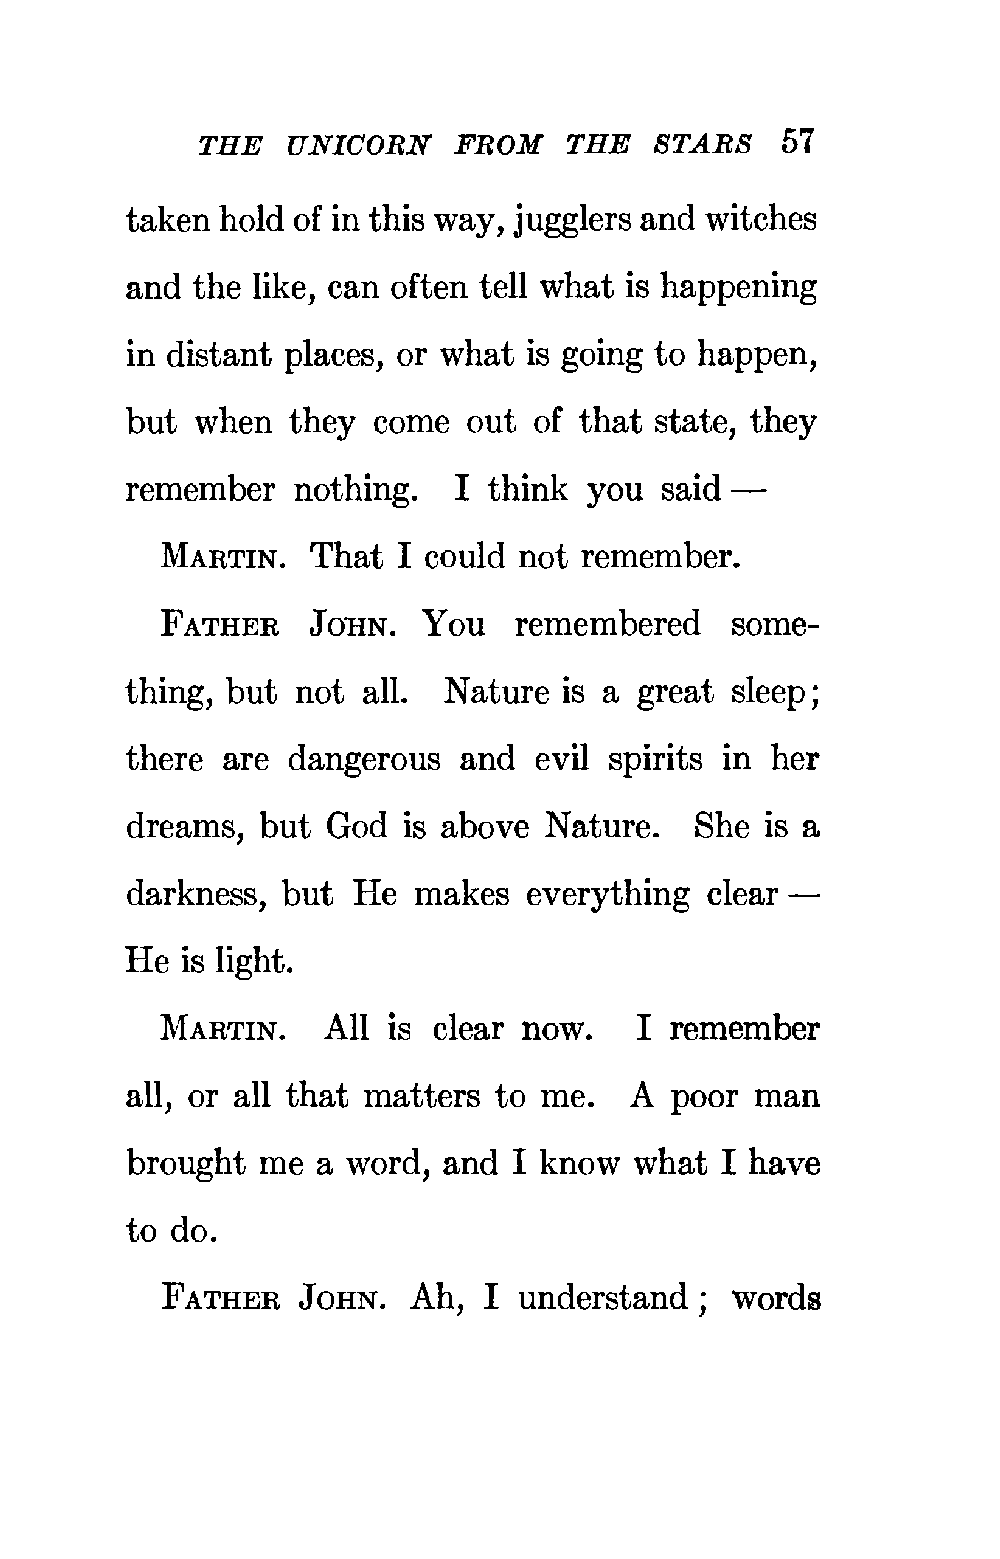 THE UNICORN FROM THE STARS 57
taken hold of in this way, jugglers and witches
and the like, can often tell what is happening
in distant places, or what is going to happen,
but when they come out of that state, they
remember nothing. I think you said —
MARTIN. That I could not remember.
FATHER JOHN. You remembered some-
thing, but not all. Nature is a great sleep;
there are dangerous and evil spirits in her
dreams, but God is above Nature. She is a
darkness, but He makes everything clear —
He is light.
MARTIN. All is clear now. I remember
all, or all that matters to me. A poor man
brought me a word, and I know what I have
to do.
FATHER JOHN. Ah, I understand; words